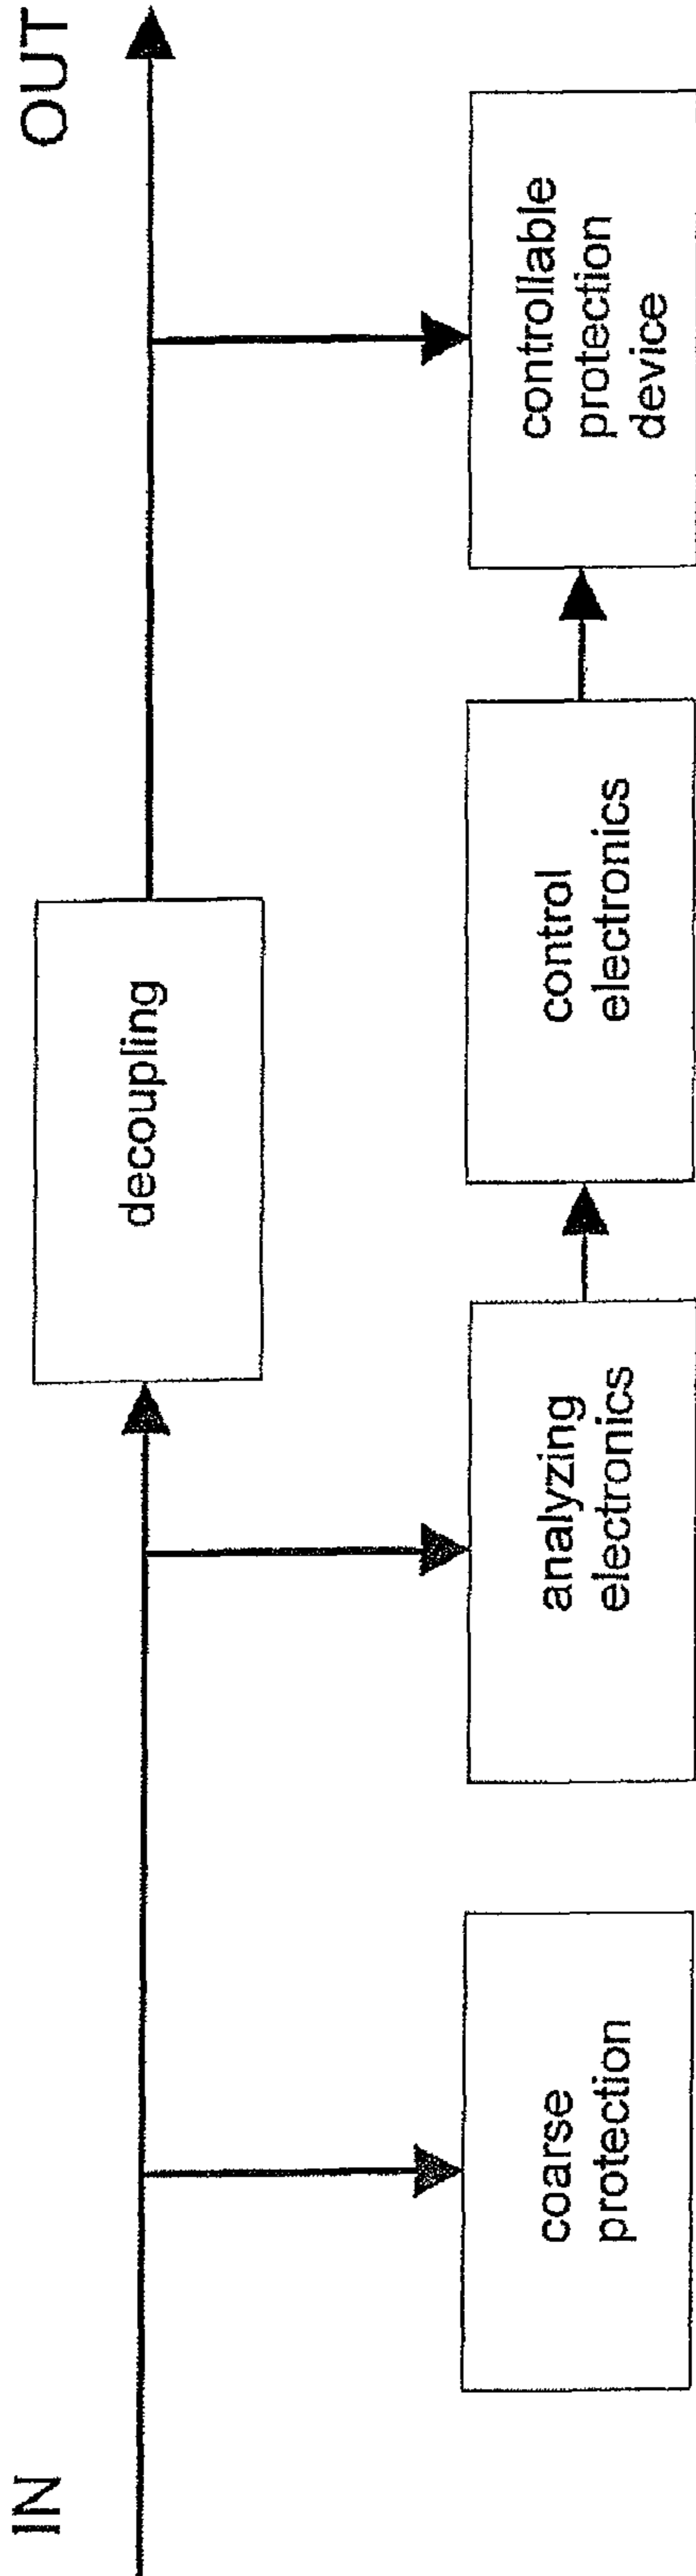 IN
OUT
decoupling
coarse
protection
analyzing
electronics
control
electronics
controllable
protection
device